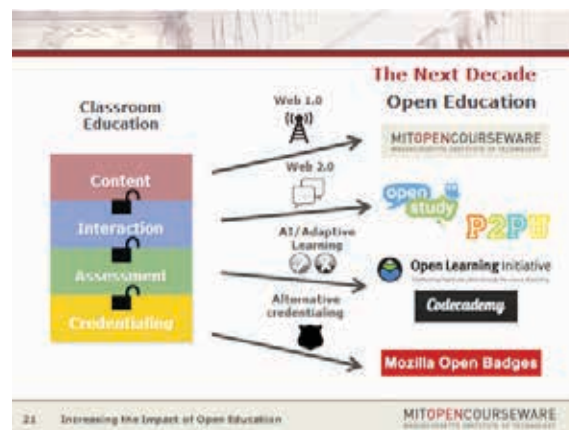 The Next Decade
Open Education
Classroom
Education
Content
Interaction
Assessment
Credentialing
Web 1.0
Web 2.0
AI/Adaptive
Learning
Alternative
credentialing
MITOPENCOURSEWARE
MASSACHUSETTS INSTITUTE OF TECHNOLOGY
open
study
P2PU
Open Learning Initiative
Codecademy
Mozilla Open Badges
21 Increasing the Impact of Open Education
MITOPENCOURSEWARE
MASSACHUSETTS INSTITUTE OF TECHNOLOGY